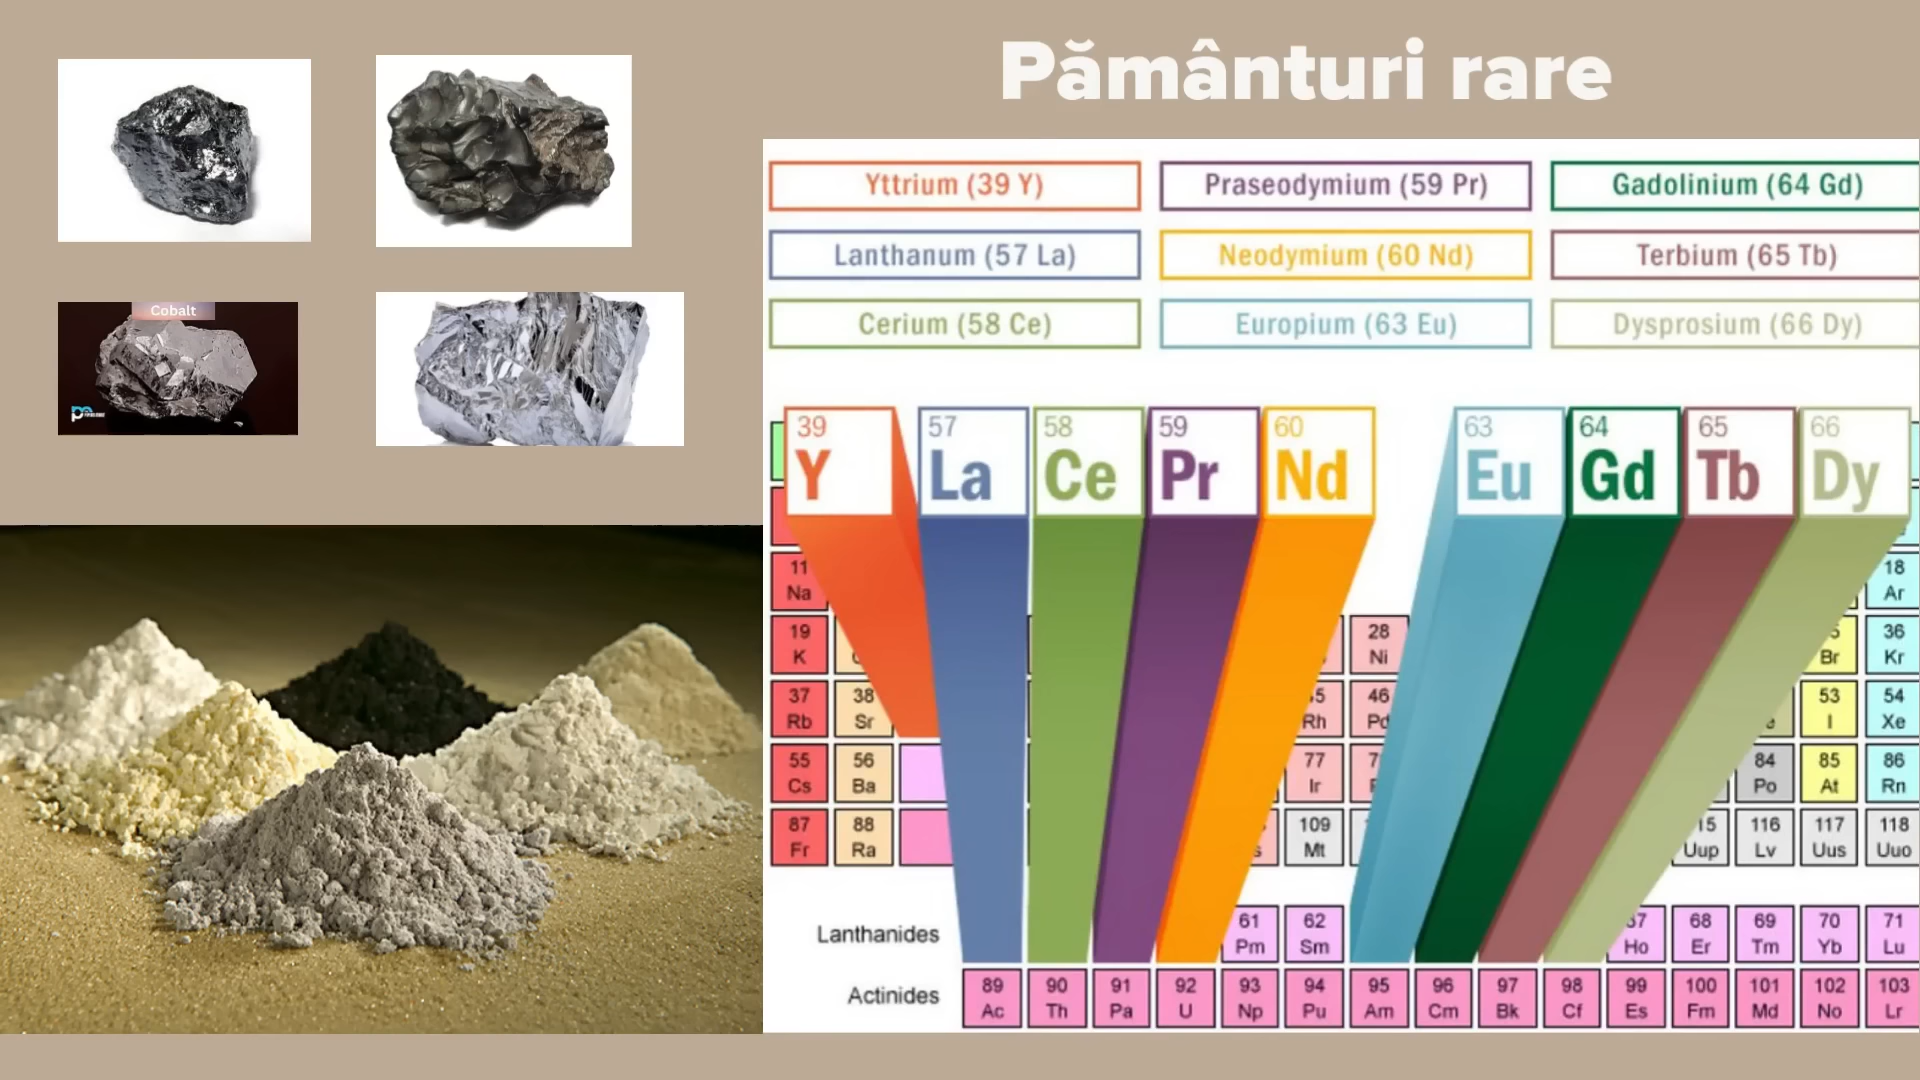 Pământuri rare
Cobalt
Yttrium (39 Y)
Praseodymium (59 Pr)
Gadolinium (64 Gd)
Lanthanum (57 La)
Neodymium (60 Nd)
Terbium (65 Tb)
Cerium (58 Ce)
Europium (63 Eu)
Dysprosium (66 Dy)
39 57 58 59 60 63 64 65 66
Y La Ce Pr Nd Eu Gd Tb Dy
11 18
Na Ar
19 28 36
K Ni Br Kr
37 38 46 53 54
Rb Sr Rh Pd I Xe
55 56 77 84 85 86
Cs Ba Ir Po At Rn
87 88 109 116 117 118
Fr Ra Mt Uup Lv Uus Uuo
61 62 68 69 70 71
Lanthanides
Pm Sm Ho Er Tm Yb Lu
89 90 91 92 93 94 95 96 97 98 99 100 101 102 103
Actinides
Ac Th Pa U Np Pu Am Cm Bk Cf Es Fm Md No Lr